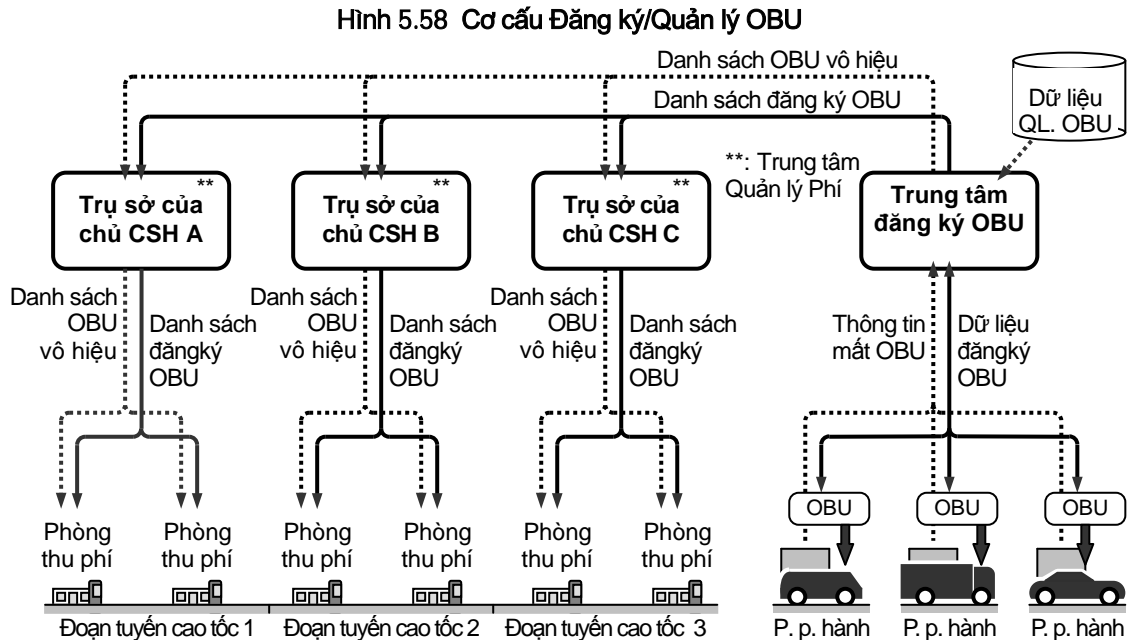 Hình 5.58 Cơ cấu Đăng ký/Quản lý OBU
Danh sách OBU vô hiệu
Danh sách đăng ký OBU
Dữ liệu
QL. OBU
**: Trung tâm
Quản lý Phí
**
Trụ sở của
chủ CSH A
**
Trụ sở của
chủ CSH B
**
Trụ sở của
chủ CSH C
Trung tâm
đăng ký OBU
Danh sách
OBU
vô hiệu
Danh sách
đăngký
OBU
Danh sách
OBU
vô hiệu
Danh sách
đăngký
OBU
Danh sách
OBU
vô hiệu
Danh sách
đăngký
OBU
Thông tin
mất OBU
Dữ liệu
đăngký
OBU
OBU
OBU
OBU
Phòng
thu phí
Phòng
thu phí
Phòng
thu phí
Phòng
thu phí
Phòng
thu phí
Phòng
thu phí
Đoạn tuyến cao tốc 1
Đoạn tuyến cao tốc 2
Đoạn tuyến cao tốc 3
P. p. hành
P. p. hành
P. p. hành